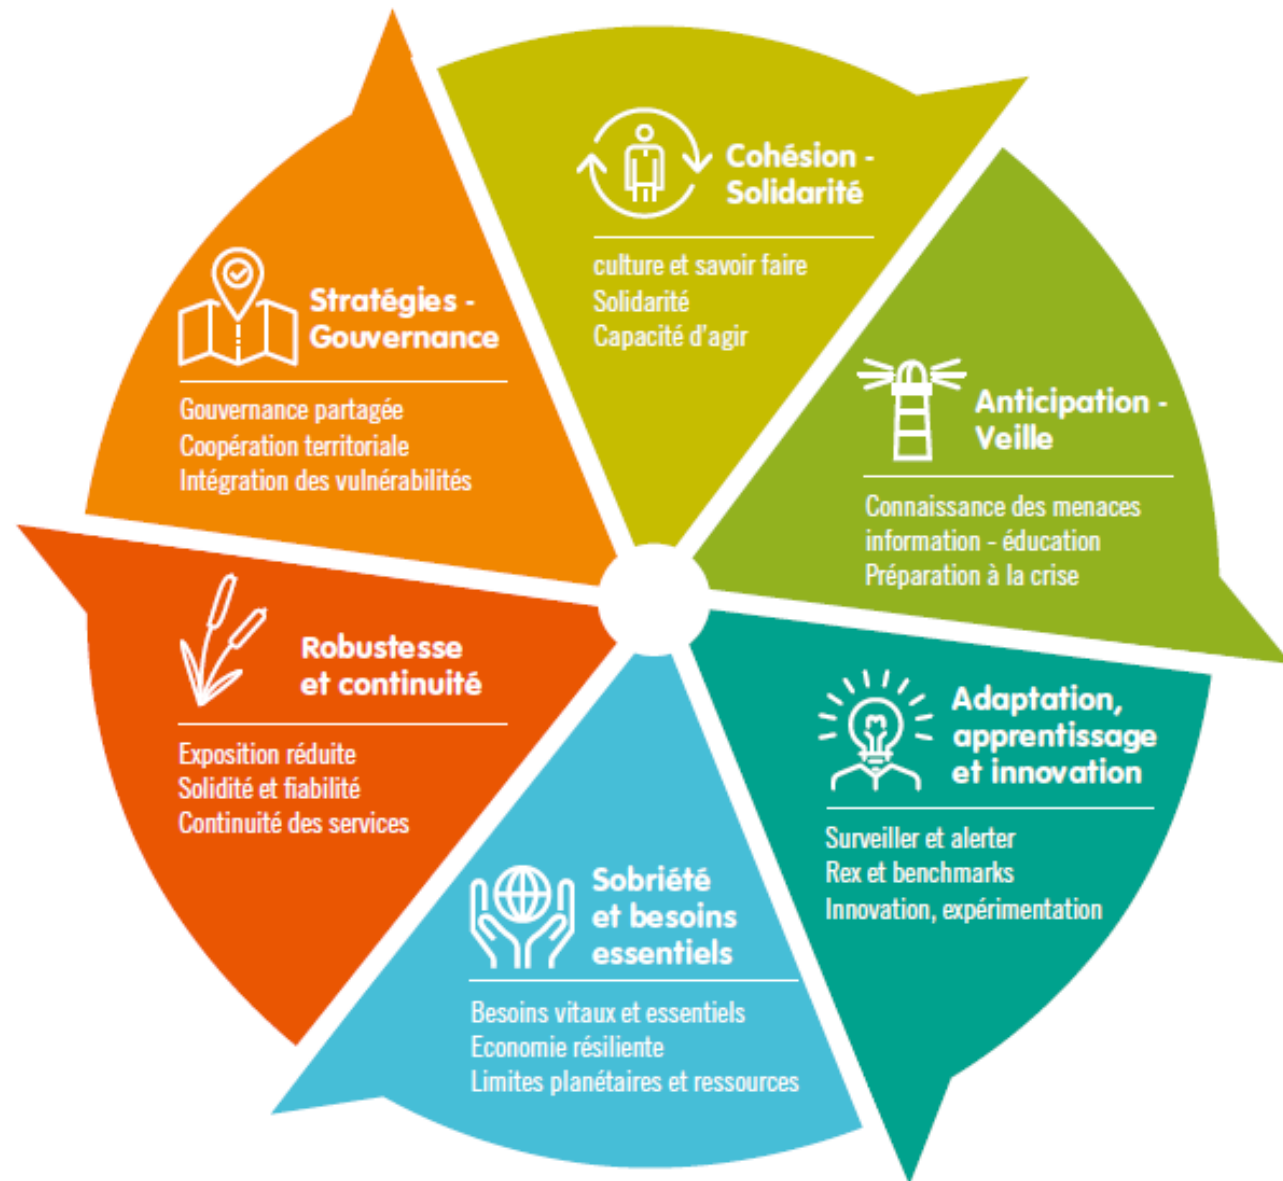 Cohésion -
Solidarité
culture et savoir faire
Solidarité
Capacité d'agir
Anticipation -
Veille
Connaissance des menaces
information - éducation
Préparation à la crise
Adaptation,
apprentissage
et innovation
Surveiller et alerter
Rex et benchmarks
Innovation, expérimentation
Sobriété
et besoins
essentiels
Besoins vitaux et essentiels
Economie résiliente
Limites planétaires et ressources
Robustesse
et continuité
Exposition réduite
Solidité et fiabilité
Continuité des services
Stratégies -
Gouvernance
Gouvernance partagée
Coopération territoriale
Intégration des vulnérabilités